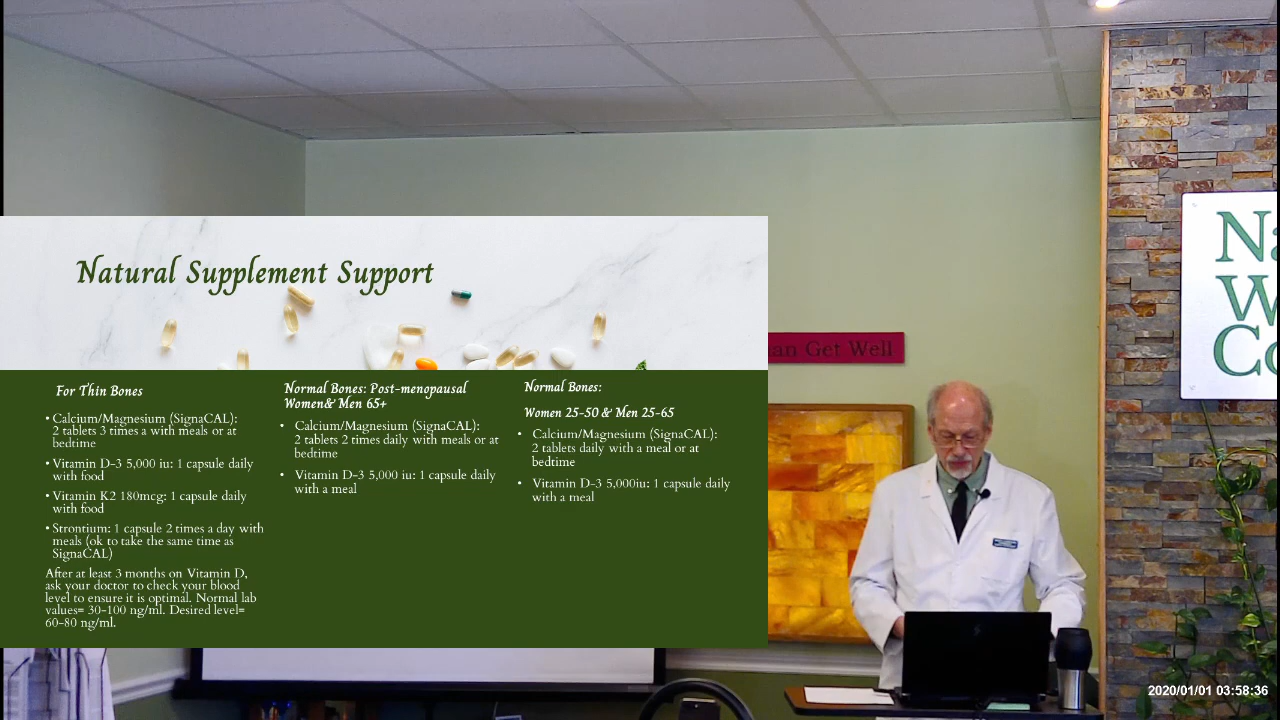 Natural Supplement Support
For Thin Bones
• Calcium/Magnesium (SignaCAL):
2 tablets 3 times a with meals or at
bedtime
• Vitamin D-3 5,000 iu: 1 capsule daily
with food
• Vitamin K2 180mcg: 1 capsule daily
with food
• Strontium: 1 capsule 2 times a day with
meals (ok to take the same time as
SignaCAL)
After at least 3 months on Vitamin D,
ask your doctor to check your blood
level to ensure it is optimal. Normal lab
values= 30-100 ng/ml. Desired level=
60-80 ng/ml.
Normal Bones: Post-menopausal
Women& Men 65+
• Calcium/Magnesium (SignaCAL):
2 tablets 2 times daily with meals or at
bedtime
• Vitamin D-3 5,000 iu: 1 capsule daily
with a meal
Normal Bones:
Women 25-50 & Men 25-65
• Calcium/Magnesium (SignaCAL):
2 tablets daily with a meal or at
bedtime
• Vitamin D-3 5,000iu: 1 capsule daily
with a meal
Get Well
2020/01/01 03:58:36